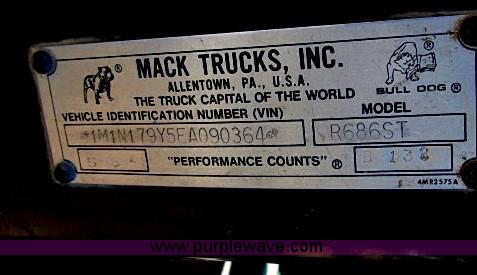 MACK TRUCKS, INC.
ALLENTOWN, PA., U.S.A.
THE TRUCK CAPITAL OF THE WORLD
BULL DOG ®
VEHICLE IDENTIFICATION NUMBER (VIN) MODEL
*1M1N179Y5FA090364* R686ST
"PERFORMANCE COUNTS" ®
4MR2575A
www.purplewave.com